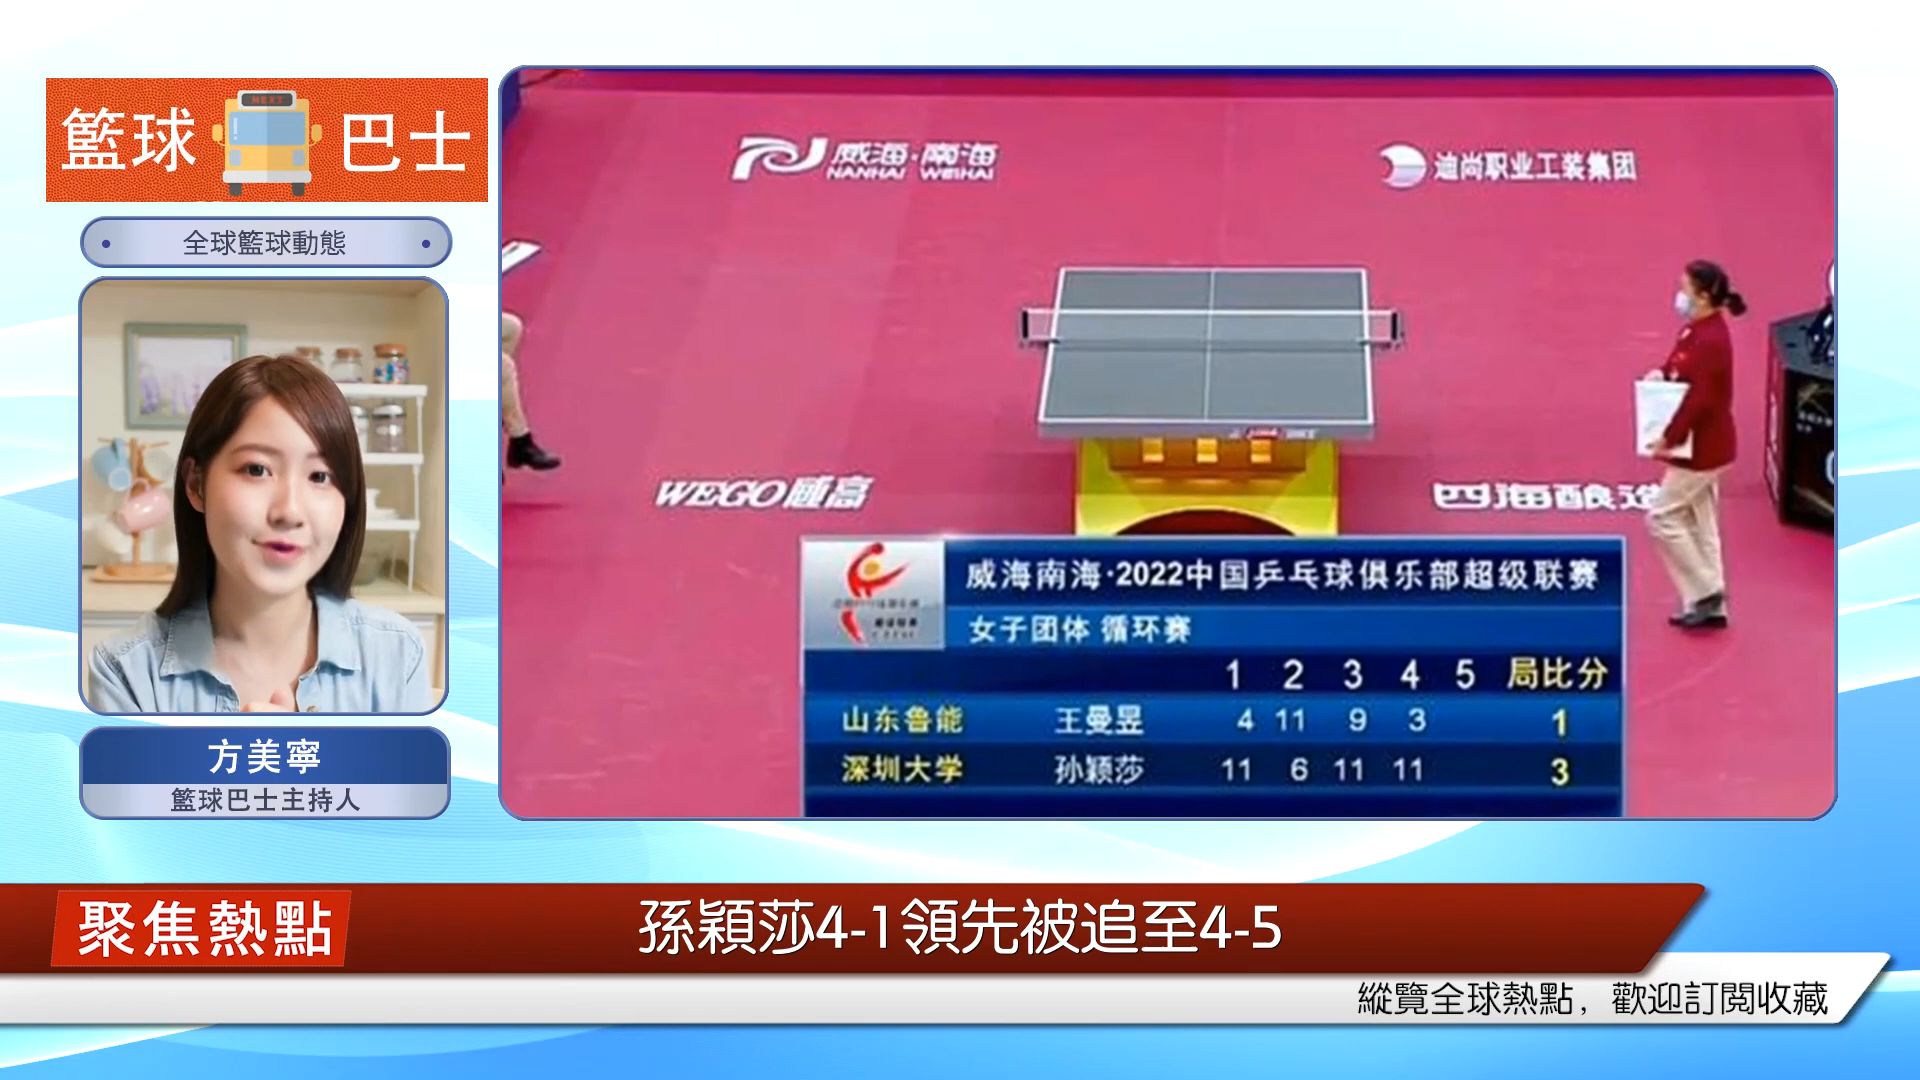 籃球 巴士
全球籃球動態
方美寧
籃球巴士主持人
威海·南海
NANHAI WEIHAI
迪尚职业工装集团
WEGO威高
四海酿造
威海南海·2022中国乒乓球俱乐部超级联赛
女子团体 循环赛
1 2 3 4 5 局比分
山东鲁能 王曼昱 4 11 9 3 1
深圳大学 孙颖莎 11 6 11 11 3
聚焦熱點
孫穎莎4-1領先被追至4-5
縱覽全球熱點，歡迎訂閱收藏